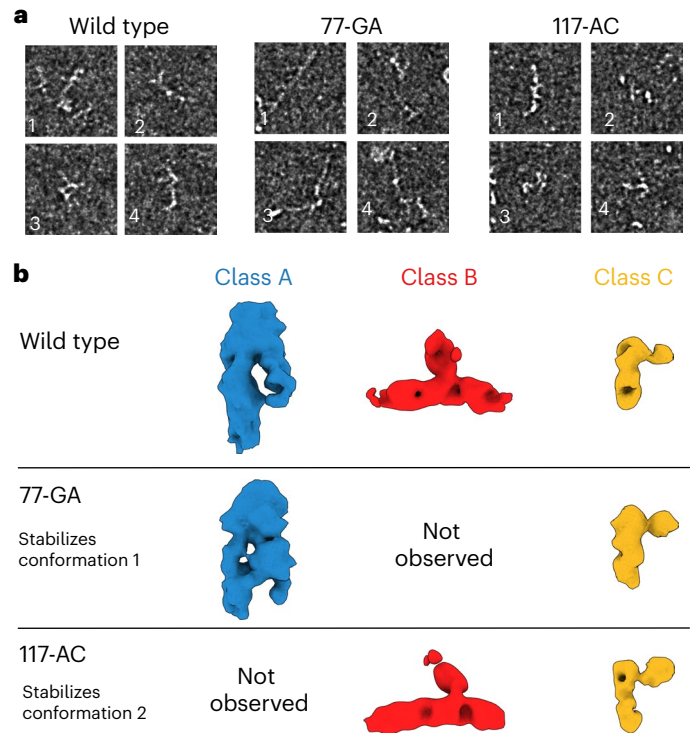 a
Wild type
77-GA
117-AC
1
2
1
2
1
2
3
4
3
4
3
4
b
Class A
Class B
Class C
Wild type
77-GA
Stabilizes
conformation 1
Not
observed
117-AC
Stabilizes
conformation 2
Not
observed